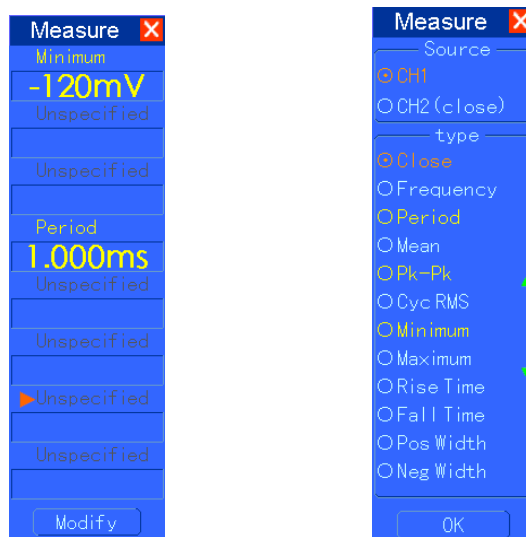 Measure X
Minimum
-120mV
Unspecified
Unspecified
Period
1.000ms
Unspecified
Unspecified
Unspecified
Unspecified
Modify
Measure X
Source
CH1
CH2(close)
type
Close
Frequency
Period
Mean
Pk-Pk
Cyc RMS
Minimum
Maximum
Rise Time
Fall Time
Pos Width
Neg Width
OK